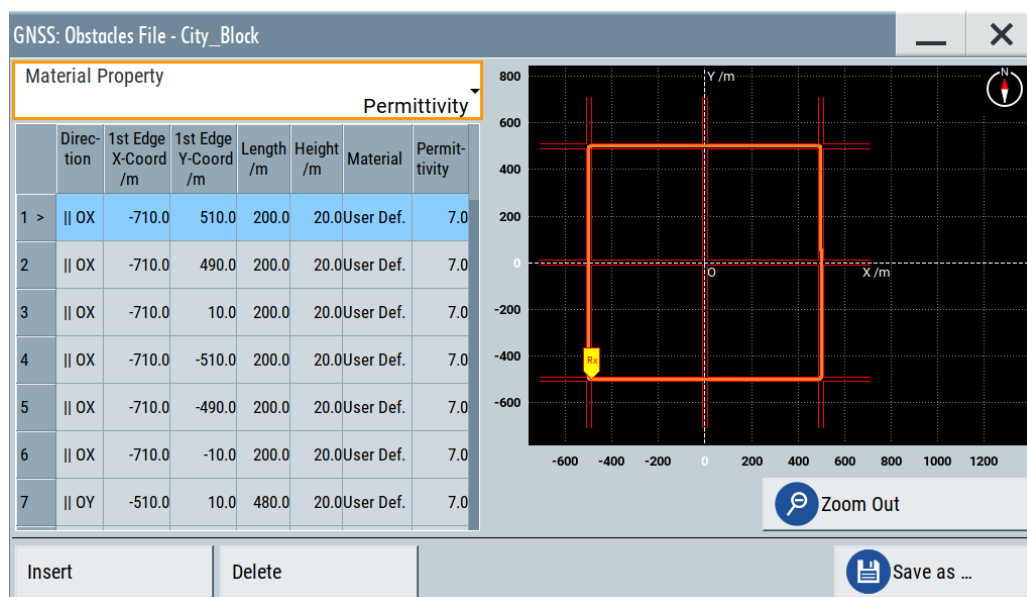 GNSS: Obstacles File - City_Block
Material Property
Permittivity
Direc-tion 1st Edge X-Coord /m 1st Edge Y-Coord /m Length /m Height /m Material Permit-tivity
1 > || OX -710.0 510.0 200.0 20.0 User Def. 7.0
2 || OX -710.0 490.0 200.0 20.0 User Def. 7.0
3 || OX -710.0 10.0 200.0 20.0 User Def. 7.0
4 || OX -710.0 -510.0 200.0 20.0 User Def. 7.0
5 || OX -710.0 -490.0 200.0 20.0 User Def. 7.0
6 || OX -710.0 -10.0 200.0 20.0 User Def. 7.0
7 || OY -510.0 10.0 480.0 20.0 User Def. 7.0
800
600
400
200
0
-200
-400
-600
Y /m
N
O
X /m
Rx
-600 -400 -200 0 200 400 600 800 1000 1200
Zoom Out
Insert
Delete
Save as ...